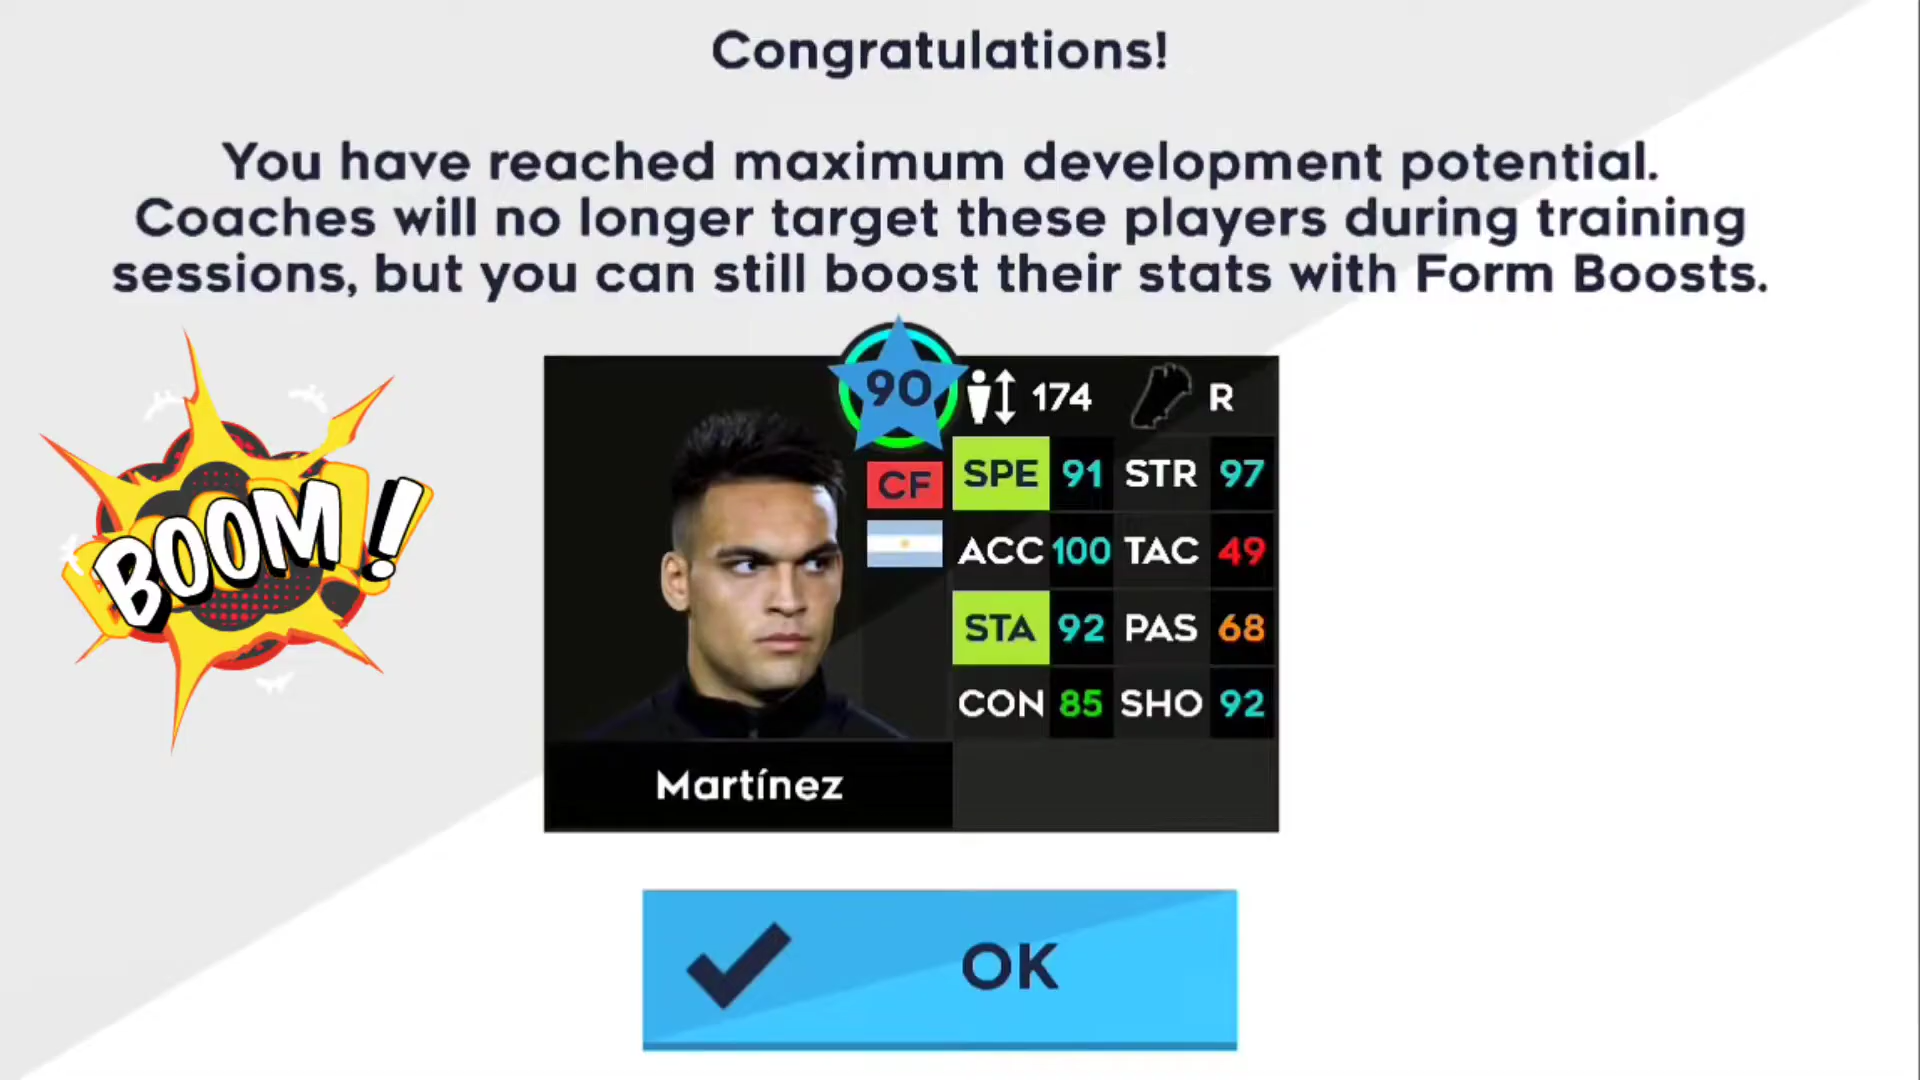 Congratulations!
You have reached maximum development potential.
Coaches will no longer target these players during training
sessions, but you can still boost their stats with Form Boosts.
BOOM!
90
174 R
CF
SPE 91 STR 97
ACC 100 TAC 49
STA 92 PAS 68
CON 85 SHO 92
Martínez
OK